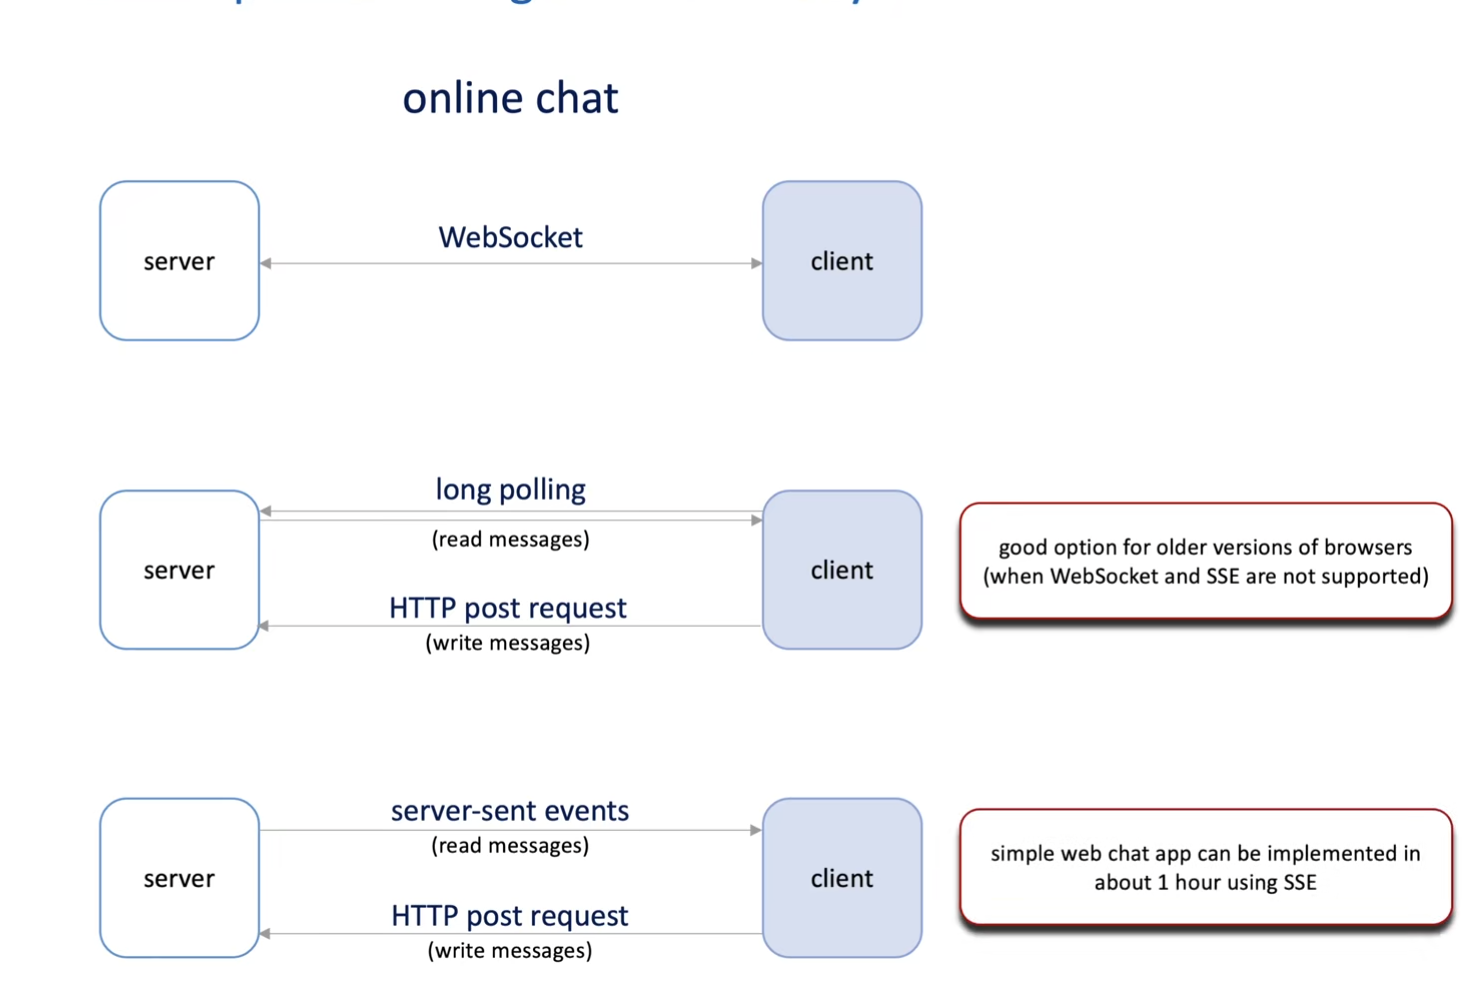 online chat
server
WebSocket
client
server
long polling
(read messages)
HTTP post request
(write messages)
client
good option for older versions of browsers
(when WebSocket and SSE are not supported)
server
server-sent events
(read messages)
HTTP post request
(write messages)
client
simple web chat app can be implemented in
about 1 hour using SSE